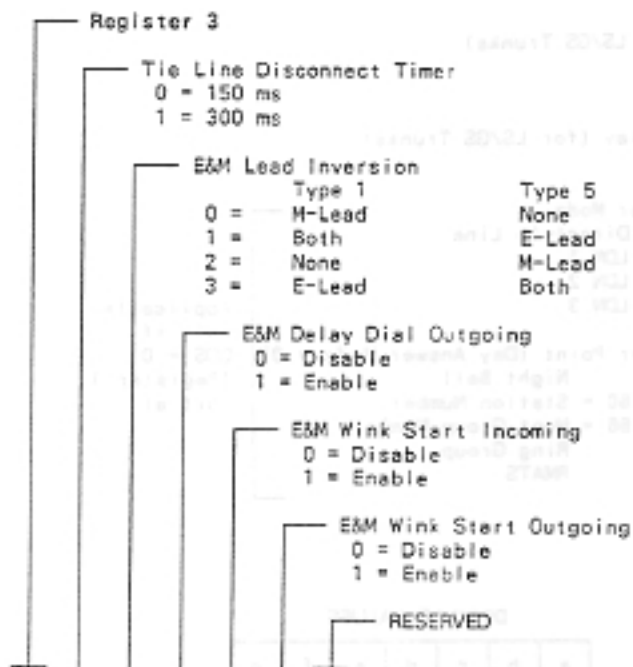 Register 3
Tie Line Disconnect Timer
0 = 150 ms
1 = 300 ms
E&M Lead Inversion
Type 1 Type 5
0 = M-Lead None
1 = Both E-Lead
2 = None M-Lead
3 = E-Lead Both
E&M Delay Dial Outgoing
0 = Disable
1 = Enable
E&M Wink Start Incoming
0 = Disable
1 = Enable
E&M Wink Start Outgoing
0 = Disable
1 = Enable
RESERVED